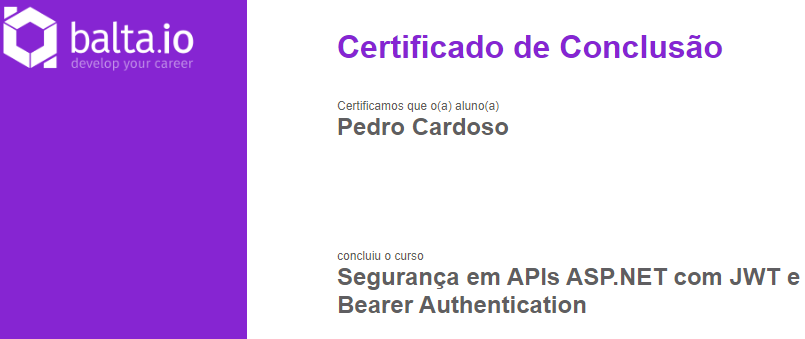 balta.io
develop your career
Certificado de Conclusão
Certificamos que o(a) aluno(a)
Pedro Cardoso
concluiu o curso
Segurança em APIs ASP.NET com JWT e
Bearer Authentication